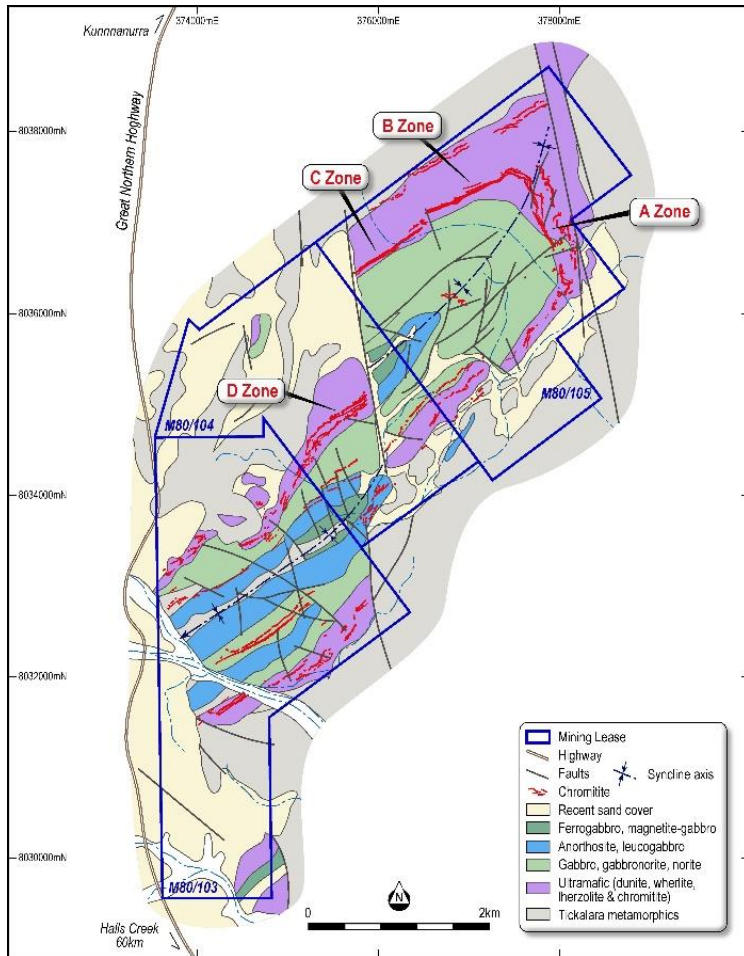 374000mE
376000mE
378000mE
Kunnnanurra
8038000mN
B Zone
C Zone
A Zone
Great Northern Hoghway
8036000mN
D Zone
M80/105
M80/104
8034000mN
8032000mN
Mining Lease
Highway
Faults
Syncline axis
Chromitite
Recent sand cover
Ferrogabbro, magnetite-gabbro
Anorthosite, leucogabbro
Gabbro, gabbronorite, norite
Ultramafic (dunite, wherlite,
lherzolite & chromitite)
Tickalara metamorphics
8030000mN
M80/103
N
0
2km
Halls Creek
60km